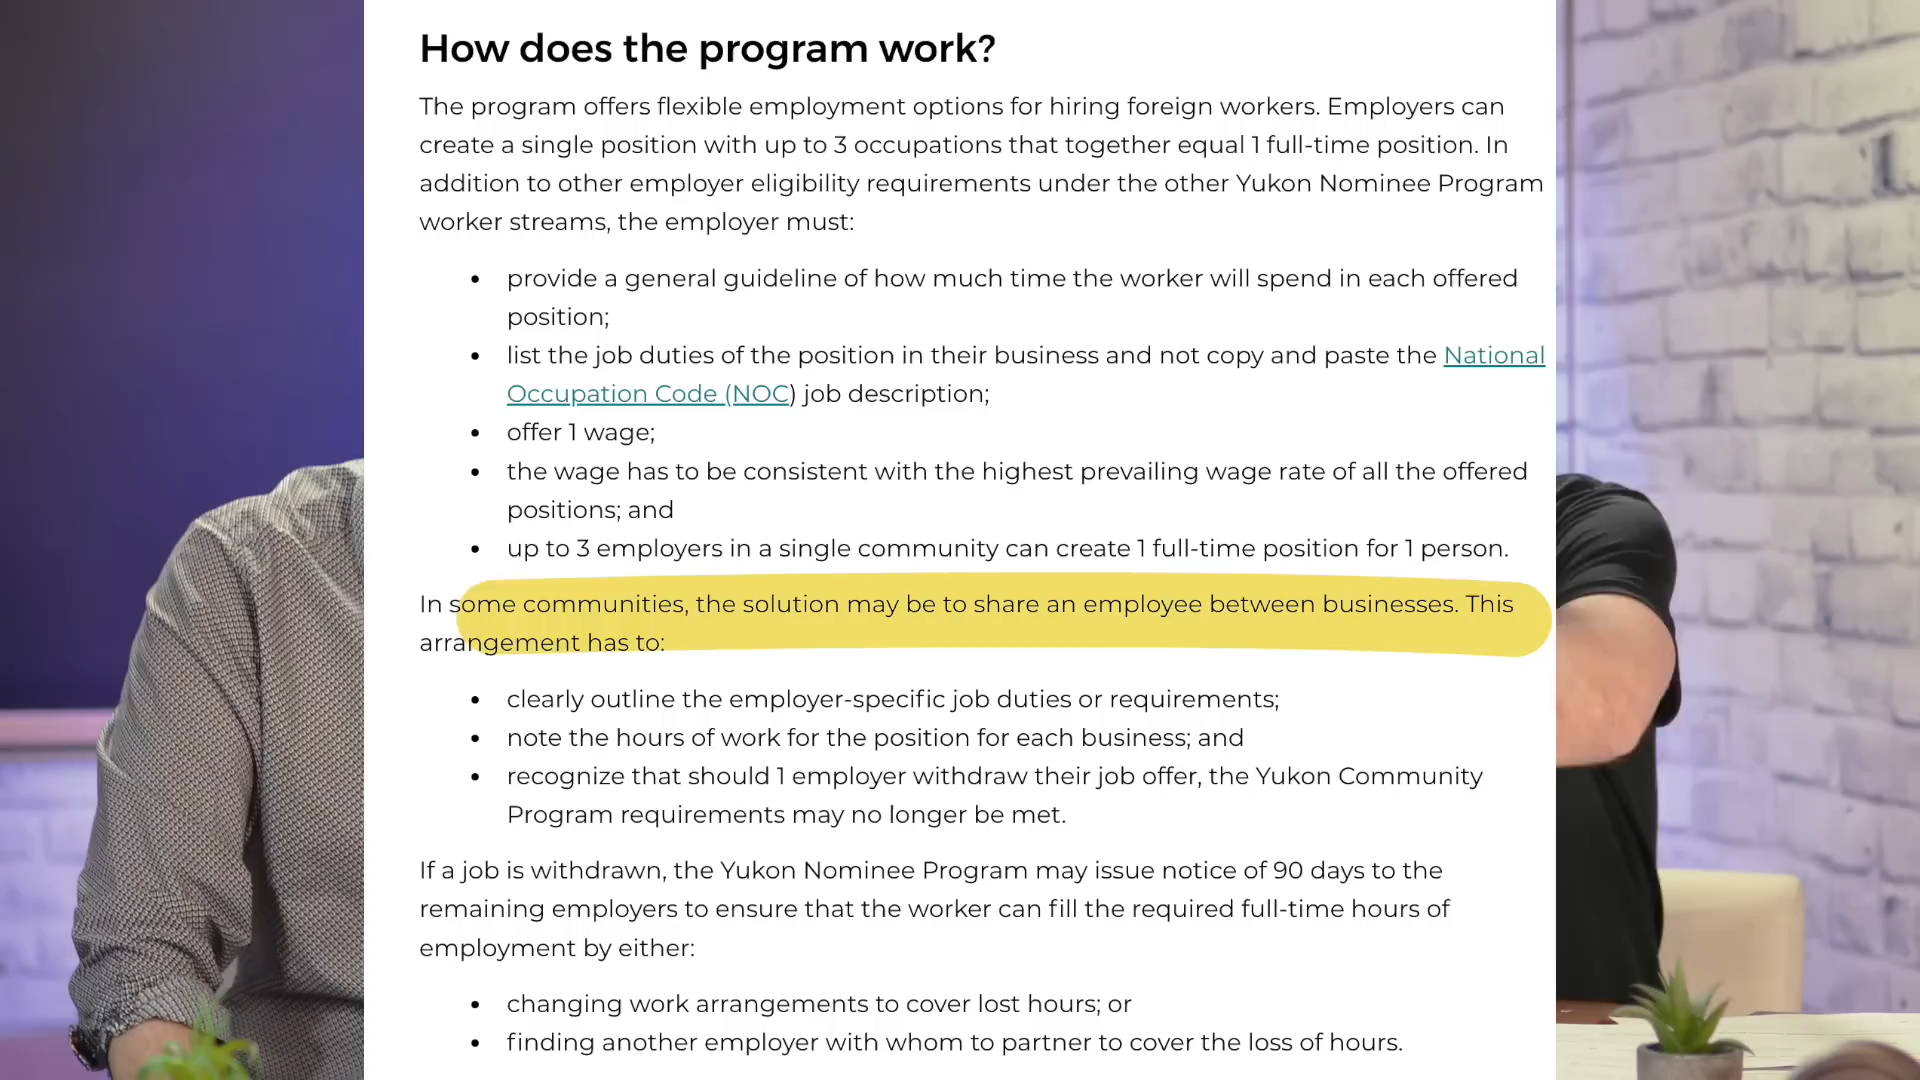 How does the program work?
The program offers flexible employment options for hiring foreign workers. Employers can
create a single position with up to 3 occupations that together equal 1 full-time position. In
addition to other employer eligibility requirements under the other Yukon Nominee Program
worker streams, the employer must:
• provide a general guideline of how much time the worker will spend in each offered
position;
• list the job duties of the position in their business and not copy and paste the National
Occupation Code (NOC) job description;
• offer 1 wage;
• the wage has to be consistent with the highest prevailing wage rate of all the offered
positions; and
• up to 3 employers in a single community can create 1 full-time position for 1 person.
In some communities, the solution may be to share an employee between businesses. This
arrangement has to:
• clearly outline the employer-specific job duties or requirements;
• note the hours of work for the position for each business; and
• recognize that should 1 employer withdraw their job offer, the Yukon Community
Program requirements may no longer be met.
If a job is withdrawn, the Yukon Nominee Program may issue notice of 90 days to the
remaining employers to ensure that the worker can fill the required full-time hours of
employment by either:
• changing work arrangements to cover lost hours; or
• finding another employer with whom to partner to cover the loss of hours.